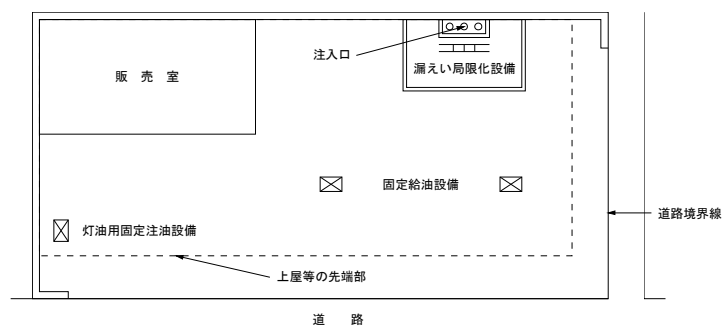 注入口
漏えい局限化設備
販売室
固定給油設備
道路境界線
灯油用固定注油設備
上屋等の先端部
道路